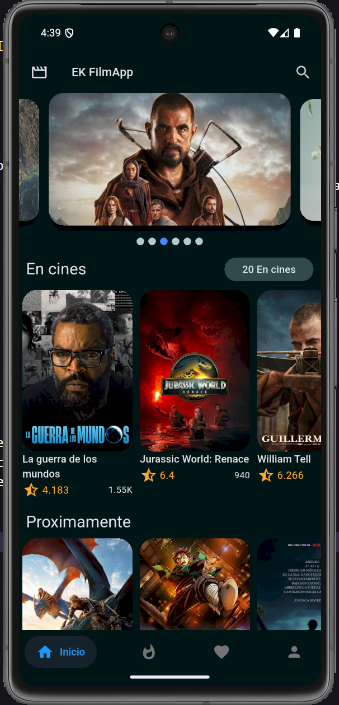 4:39
EK FilmApp
En cines
20 En cines
LA GUERRA DE LOS
MUNDOS
JURASSIC WORLD
GUILLERM
La guerra de los
mundos
Jurassic World: Renace
William Tell
4.183
1.55K
6.4
940
6.266
Proximamente
Inicio